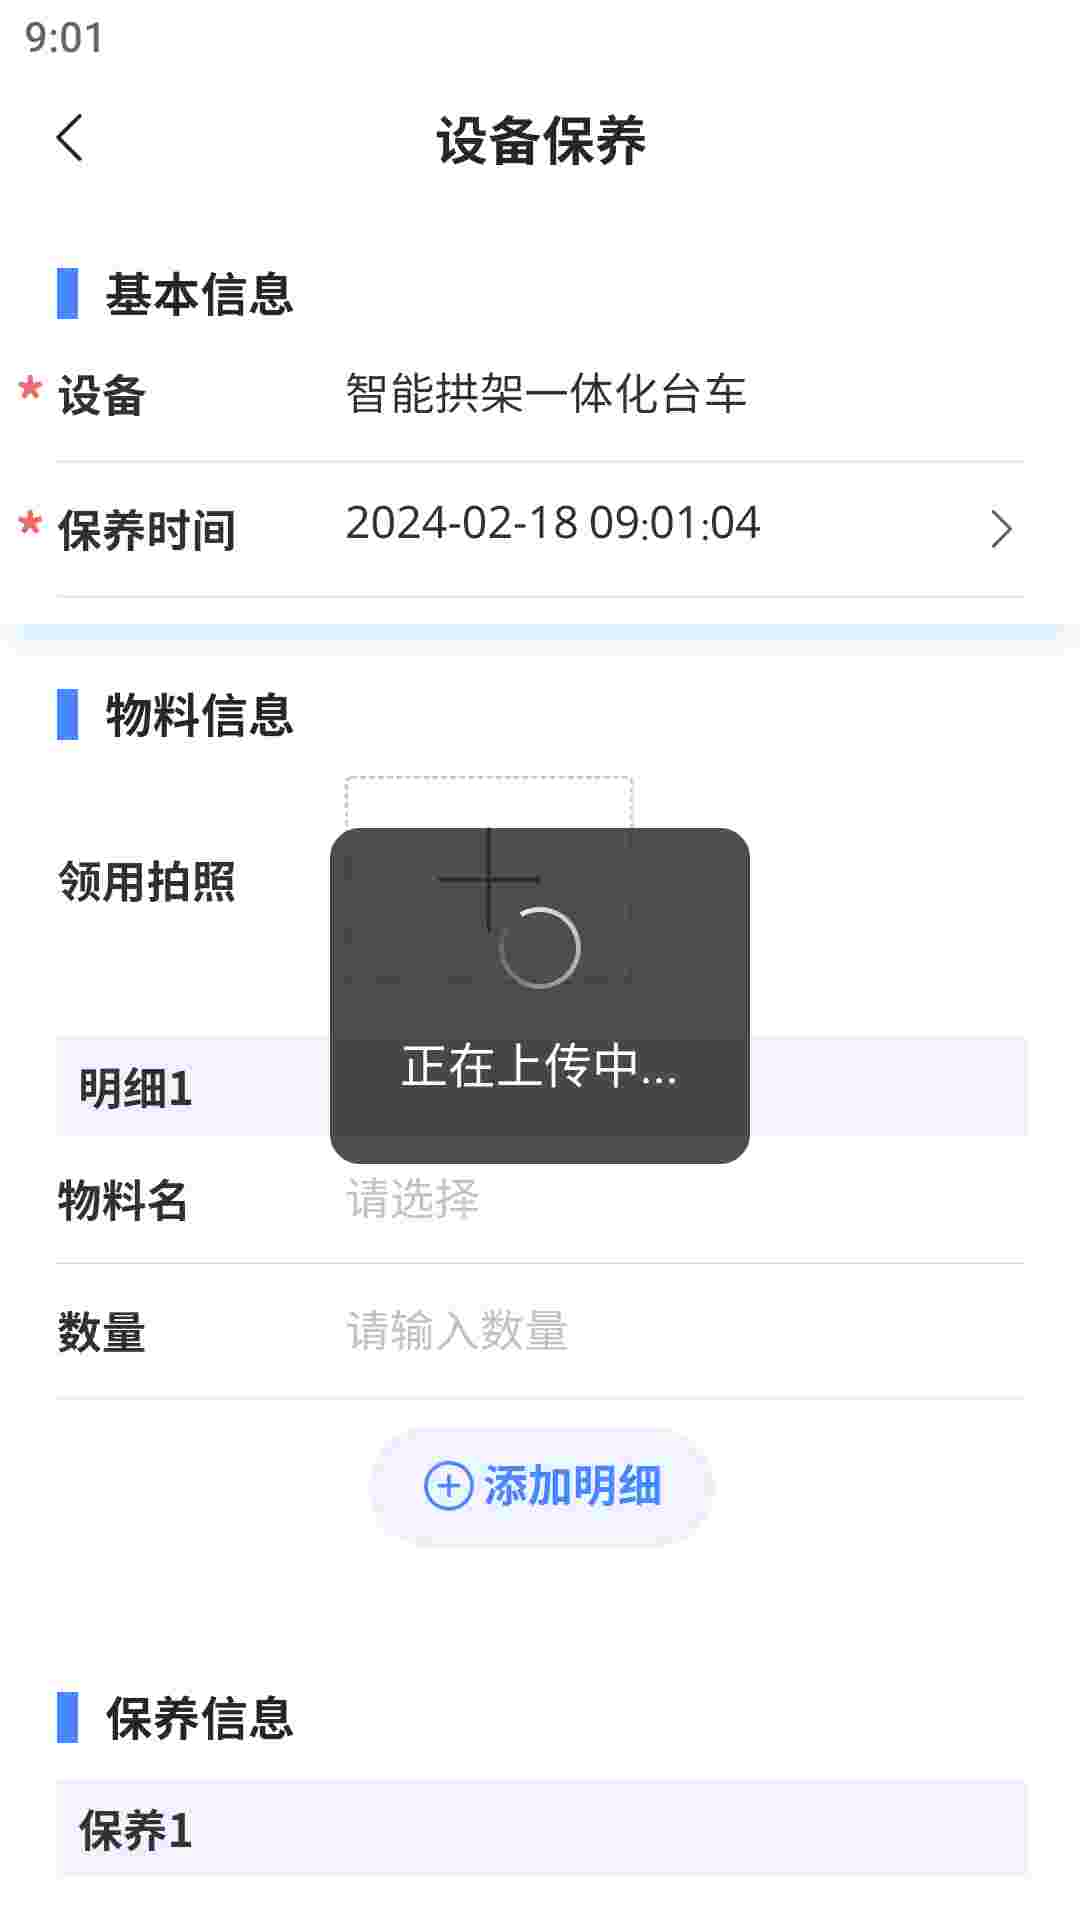 9:01
设备保养
基本信息
* 设备 智能拱架一体化台车
* 保养时间 2024-02-18 09:01:04
物料信息
领用拍照
正在上传中...
明细1
物料名 请选择
数量 请输入数量
添加明细
保养信息
保养1